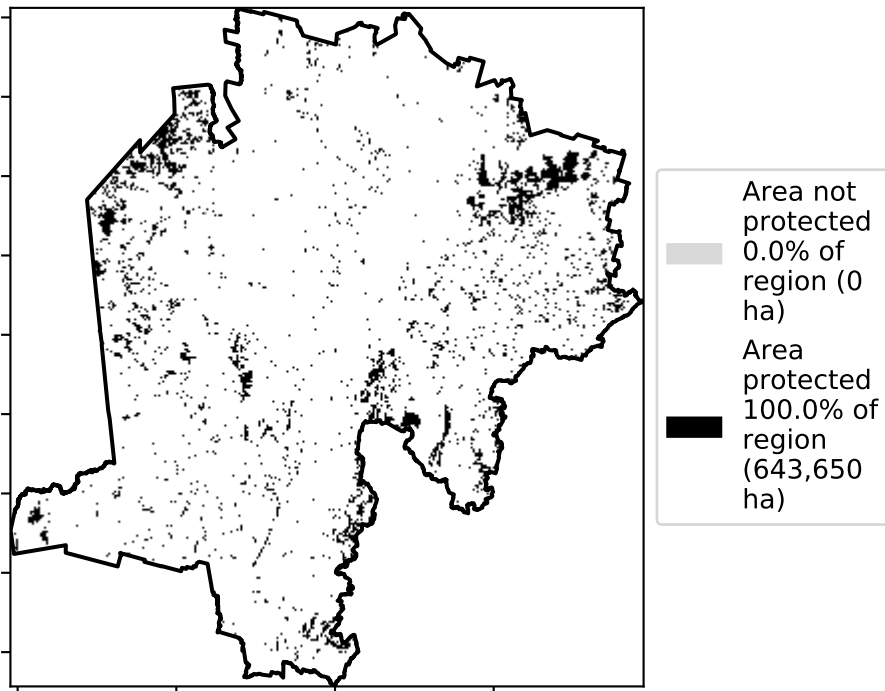 Area not
protected
0.0% of
region (0
ha)
Area
protected
100.0% of
region
(643,650
ha)